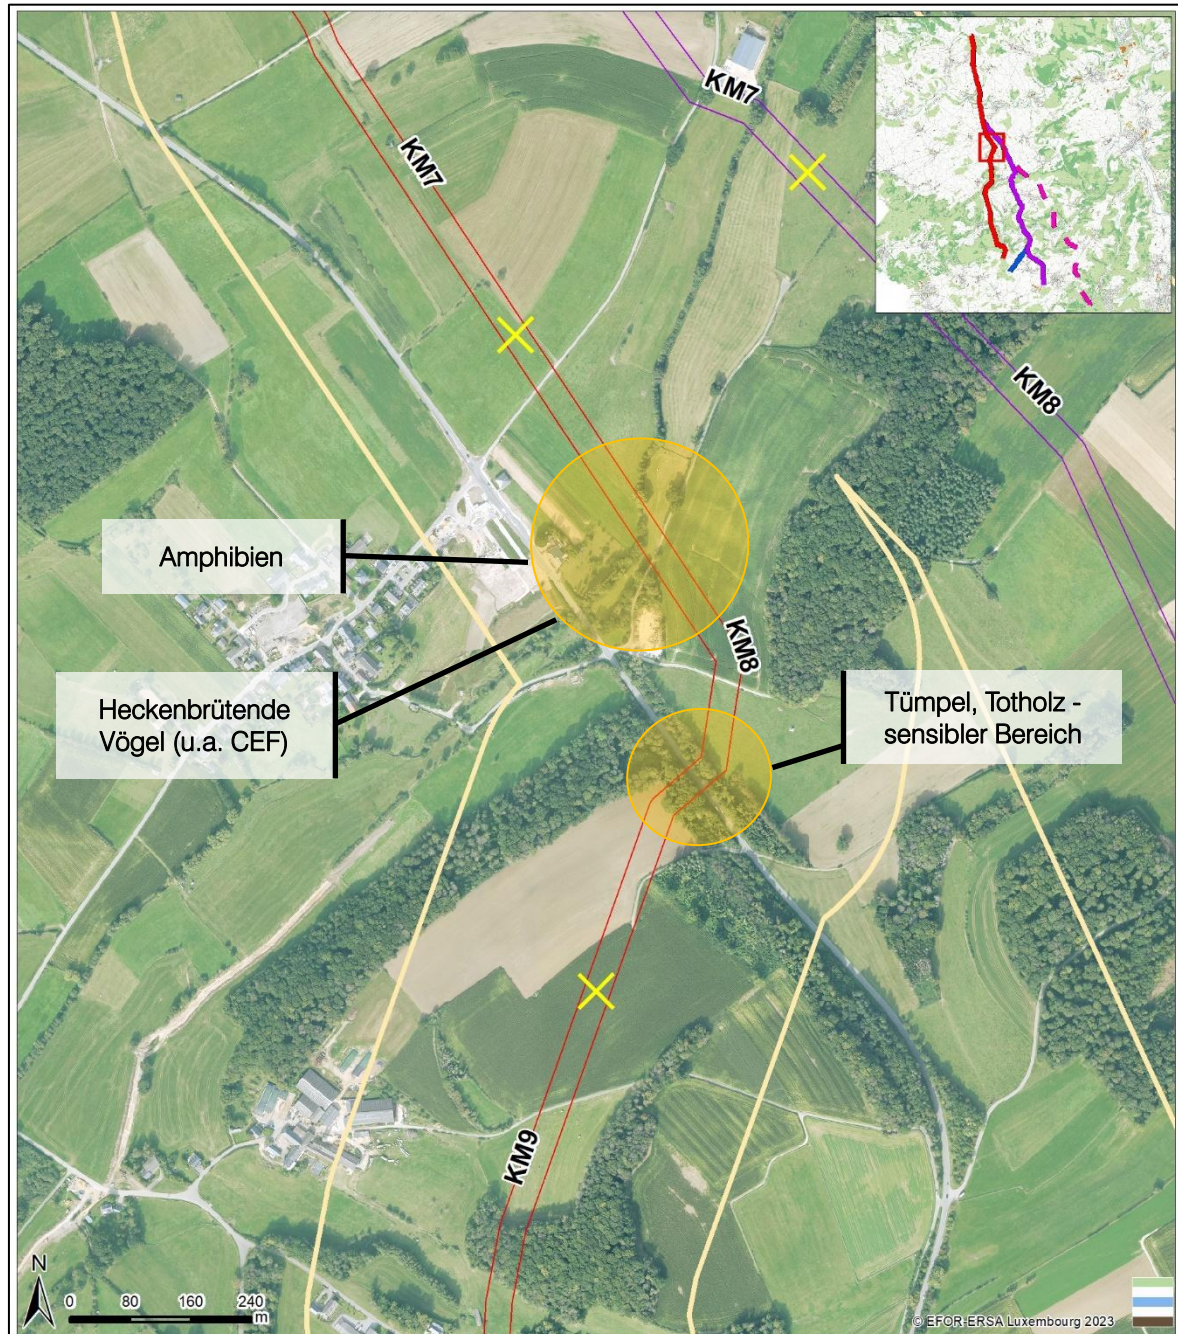 KM7
KM7
KM8
Amphibien
Heckenbrütende
Vögel (u.a. CEF)
KM8
Tümpel, Totholz -
sensibler Bereich
KM9
N
0 80 160 240
m
© EFOR-ERSA Luxembourg 2023